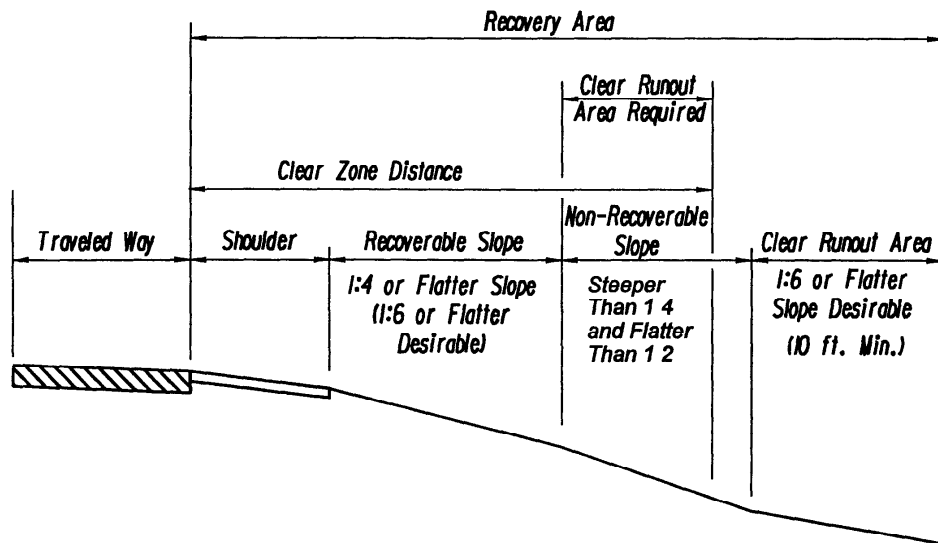 Recovery Area
Clear Runout
Area Required
Clear Zone Distance
Traveled Way
Shoulder
Recoverable Slope
1:4 or Flatter Slope
(1:6 or Flatter
Desirable)
Non-Recoverable
Slope
Steeper
Than 1 4
and Flatter
Than 1 2
Clear Runout Area
1:6 or Flatter
Slope Desirable
(10 ft. Min.)